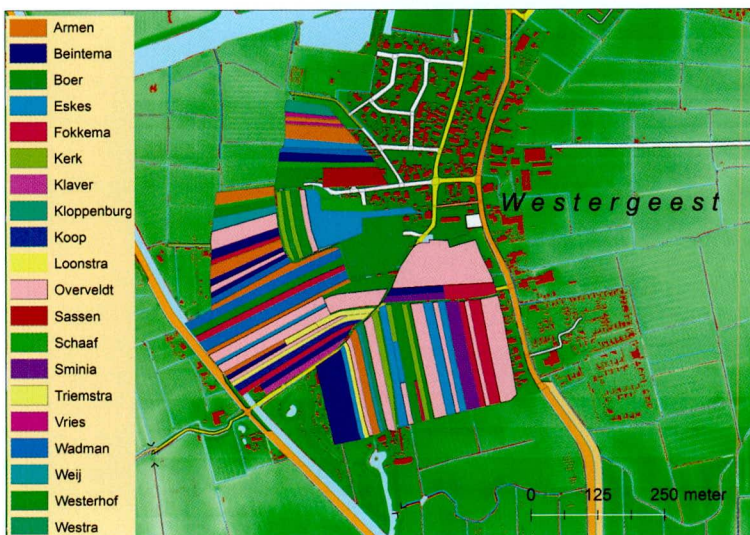 Armen
Beintema
Boer
Eskes
Fokkema
Kerk
Klaver
Kloppenburg
Koop
Loonstra
Overveldt
Sassen
Schaaf
Sminia
Triemstra
Vries
Wadman
Weij
Westerhof
Westra
Westergeest
0 125 250 meter